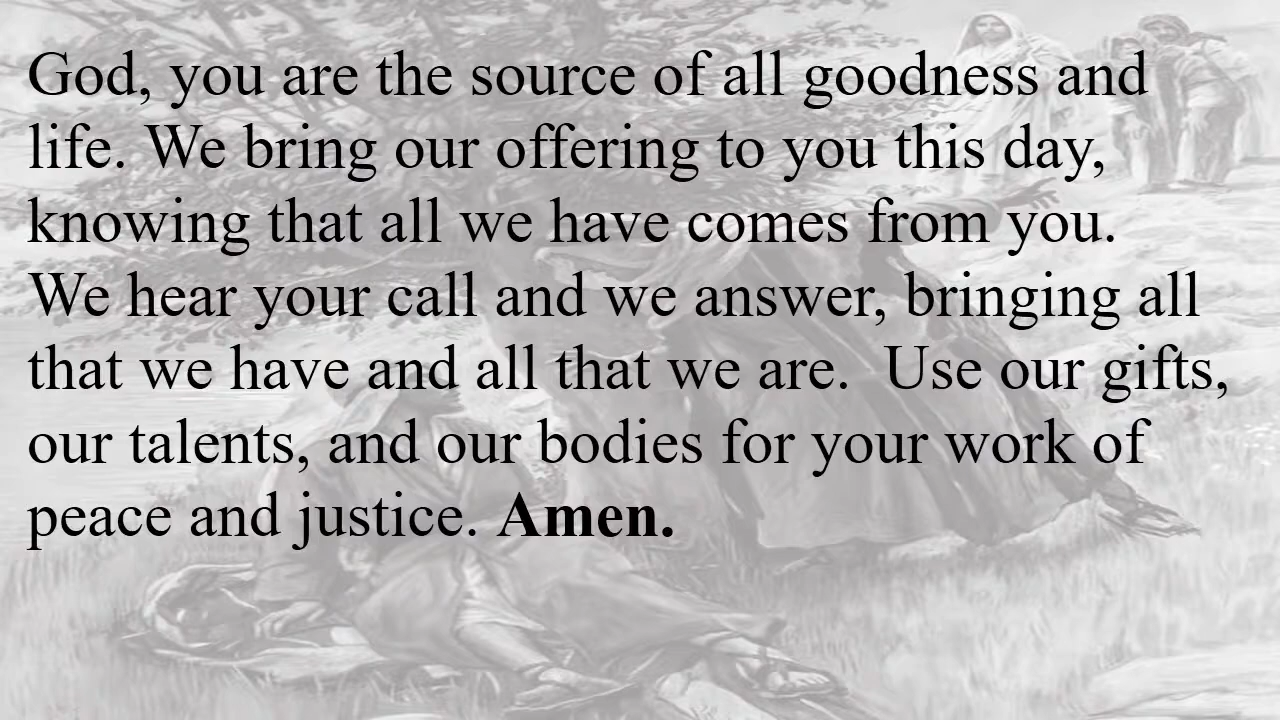 God, you are the source of all goodness and
life. We bring our offering to you this day,
knowing that all we have comes from you.
We hear your call and we answer, bringing all
that we have and all that we are.  Use our gifts,
our talents, and our bodies for your work of
peace and justice. Amen.